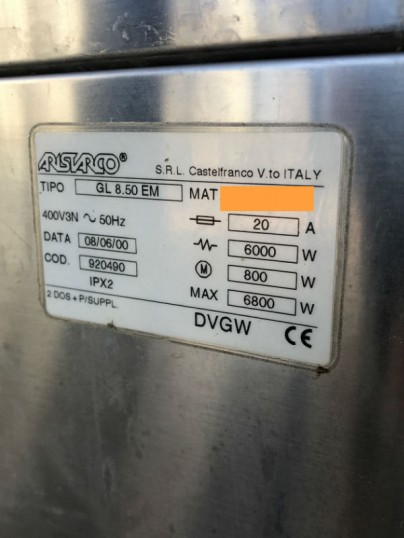 ARISTARCO® S.R.L. Castelfranco V.to ITALY
TIPO GL 8.50 EM MAT
400V3N ~ 50Hz 20 A
DATA 08/06/00 6000 W
COD. 920490 M 800 W
IPX2 MAX 6800 W
2 DOS + P/SUPPL. DVGW CE